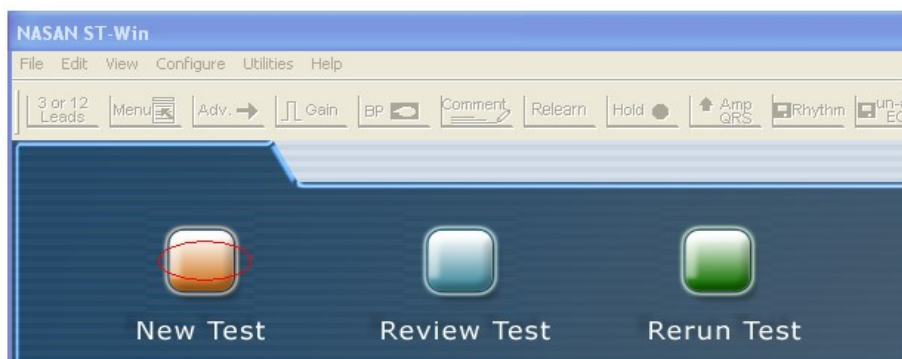 NASAN ST-Win
File Edit View Configure Utilities Help
3 or 12 Leads Menu Adv. Gain BP Comment Relearn Hold Amp QRS Rhythm
New Test Review Test Rerun Test